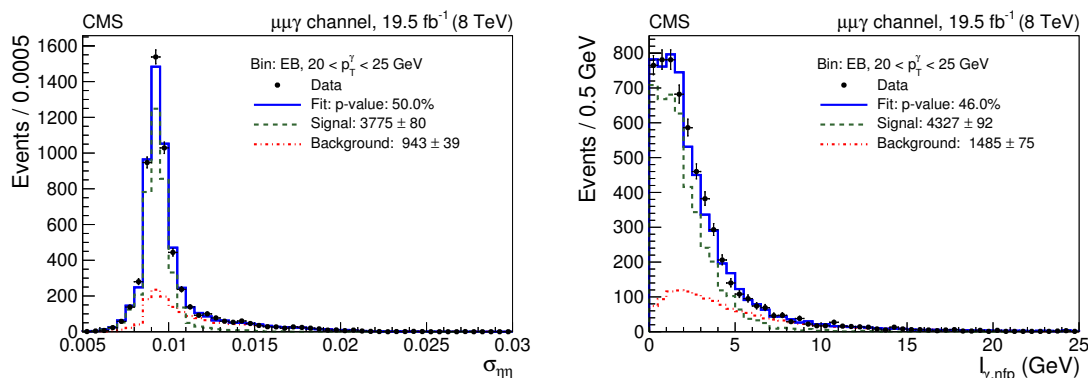 CMS
μμγ channel, 19.5 fb⁻¹ (8 TeV)
Events / 0.0005
1600
1400
1200
1000
800
600
400
200
0
Bin: EB, 20 < p_T^γ < 25 GeV
Data
Fit: p-value: 50.0%
Signal: 3775 ± 80
Background: 943 ± 39
0.005 0.01 0.015 0.02 0.025 0.03
σ_ηη
CMS
μμγ channel, 19.5 fb⁻¹ (8 TeV)
Events / 0.5 GeV
800
700
600
500
400
300
200
100
0
Bin: EB, 20 < p_T^γ < 25 GeV
Data
Fit: p-value: 46.0%
Signal: 4327 ± 92
Background: 1485 ± 75
0 5 10 15 20 25
I_γ,nfp (GeV)